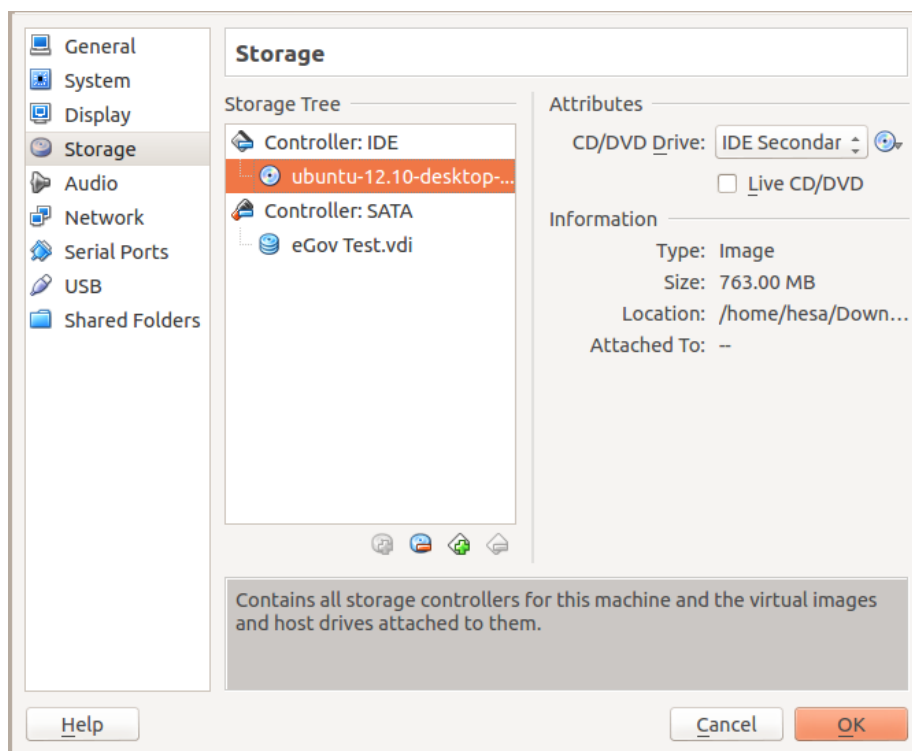 General
System
Display
Storage
Audio
Network
Serial Ports
USB
Shared Folders
Storage
Storage Tree
Controller: IDE
ubuntu-12.10-desktop-...
Controller: SATA
eGov Test.vdi
Attributes
CD/DVD Drive: IDE Secondar
Live CD/DVD
Information
Type: Image
Size: 763.00 MB
Location: /home/hesa/Down...
Attached To: --
Contains all storage controllers for this machine and the virtual images
and host drives attached to them.
Help
Cancel
OK